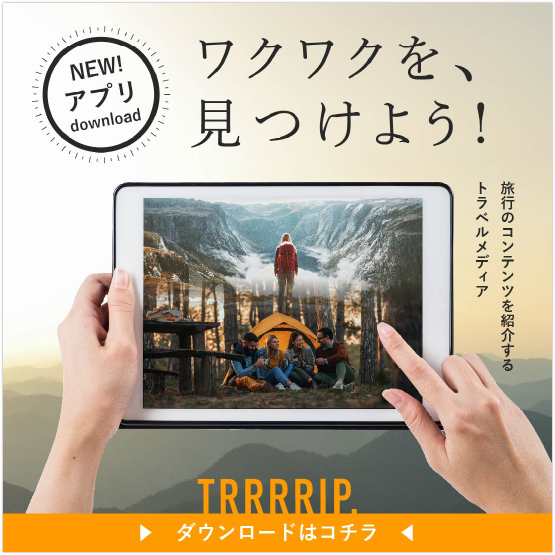 NEW!
アプリ
download
ワクワクを、
見つけよう!
旅行のコンテンツを紹介する
トラベルメディア
TRRRRIP.
ダウンロードはコチラ